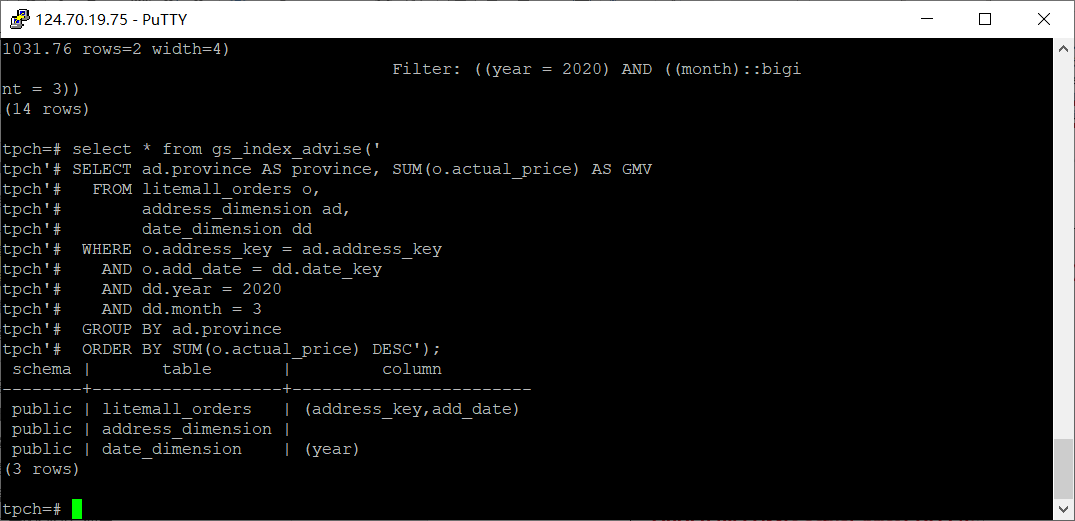 124.70.19.75 - PuTTY
1031.76 rows=2 width=4)
                                       Filter: ((year = 2020) AND ((month)::bigi
nt = 3))
(14 rows)

tpch=# select * from gs_index_advise('
tpch'# SELECT ad.province AS province, SUM(o.actual_price) AS GMV
tpch'#   FROM litemall_orders o,
tpch'#        address_dimension ad,
tpch'#        date_dimension dd
tpch'#  WHERE o.address_key = ad.address_key
tpch'#    AND o.add_date = dd.date_key
tpch'#    AND dd.year = 2020
tpch'#    AND dd.month = 3
tpch'#  GROUP BY ad.province
tpch'#  ORDER BY SUM(o.actual_price) DESC');
 schema |       table       |         column
--------+-------------------+------------------------
 public | litemall_orders   | (address_key,add_date)
 public | address_dimension |
 public | date_dimension    | (year)
(3 rows)

tpch=#